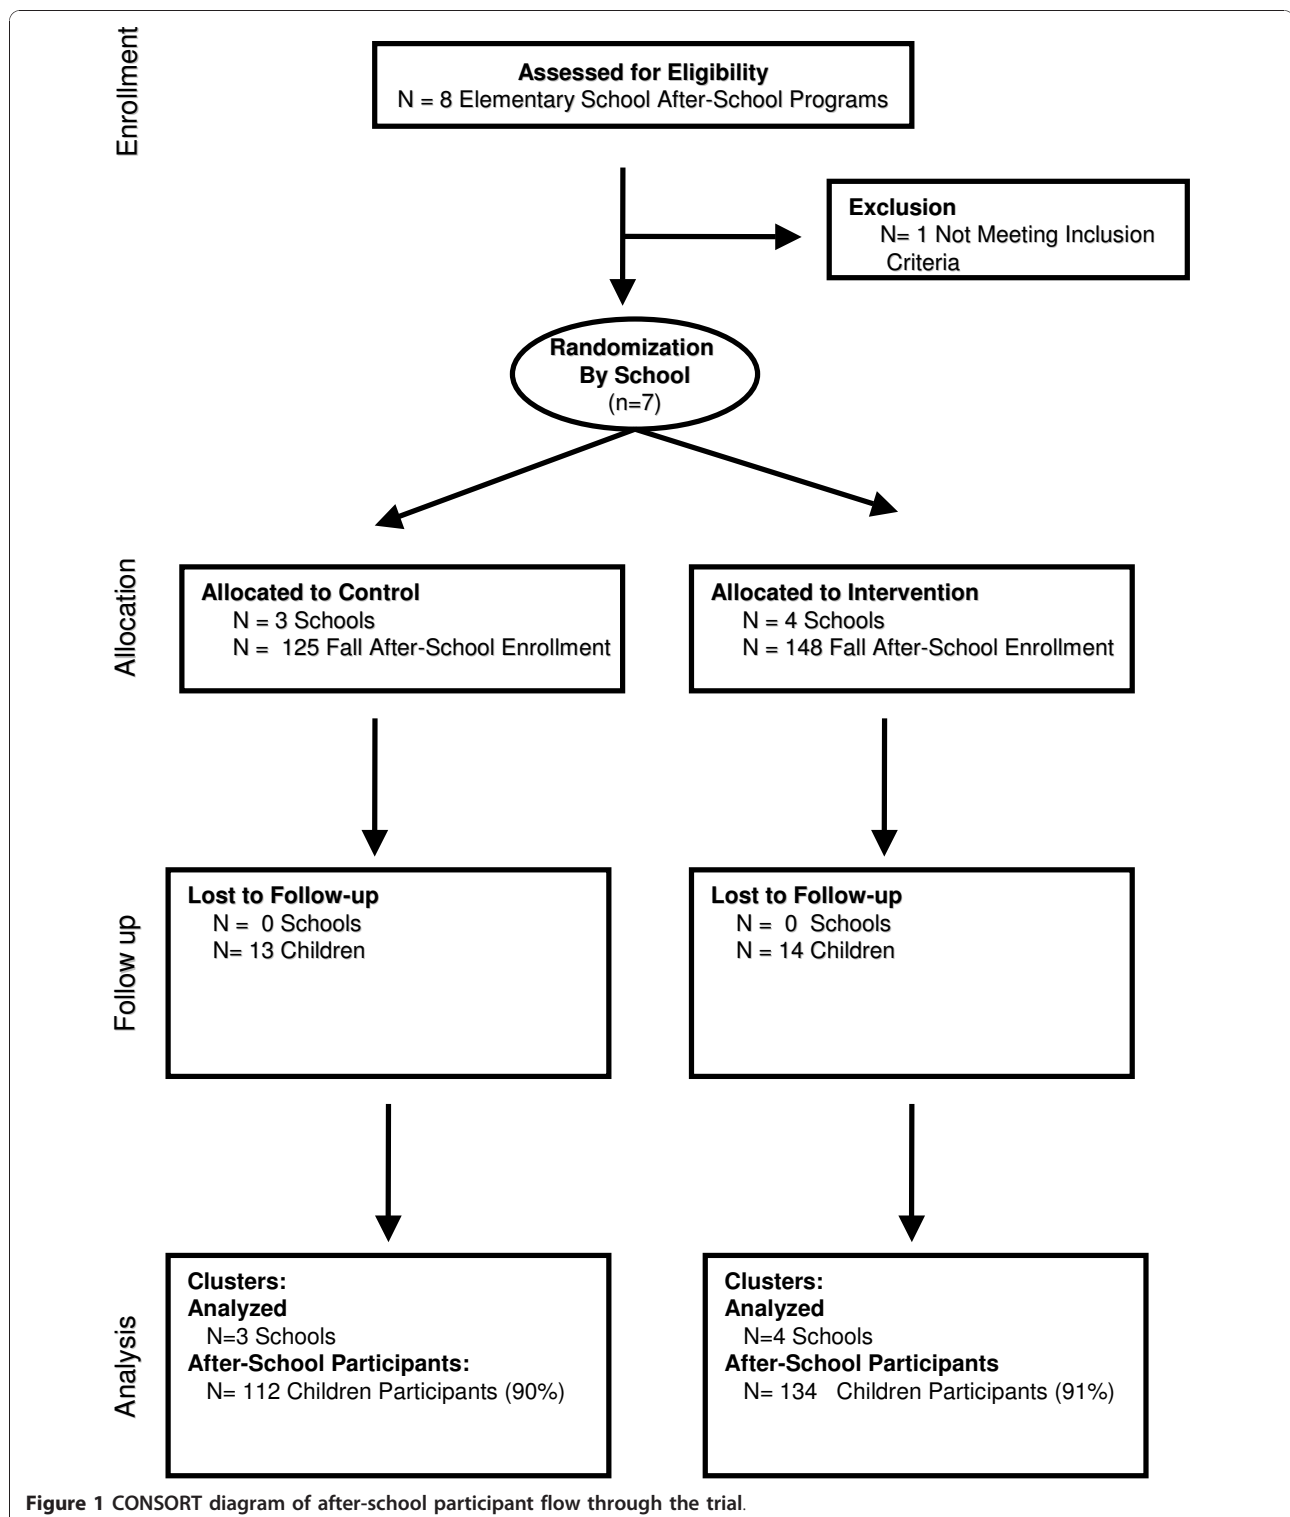 Enrollment
Assessed for Eligibility
N = 8 Elementary School After-School Programs
Exclusion
N= 1 Not Meeting Inclusion
Criteria
Randomization
By School
(n=7)
Allocation
Allocated to Control
N = 3 Schools
N = 125 Fall After-School Enrollment
Allocated to Intervention
N = 4 Schools
N = 148 Fall After-School Enrollment
Follow up
Lost to Follow-up
N = 0 Schools
N= 13 Children
Lost to Follow-up
N = 0 Schools
N = 14 Children
Analysis
Clusters:
Analyzed
N=3 Schools
After-School Participants:
N= 112 Children Participants (90%)
Clusters:
Analyzed
N=4 Schools
After-School Participants
N= 134 Children Participants (91%)
Figure 1 CONSORT diagram of after-school participant flow through the trial.